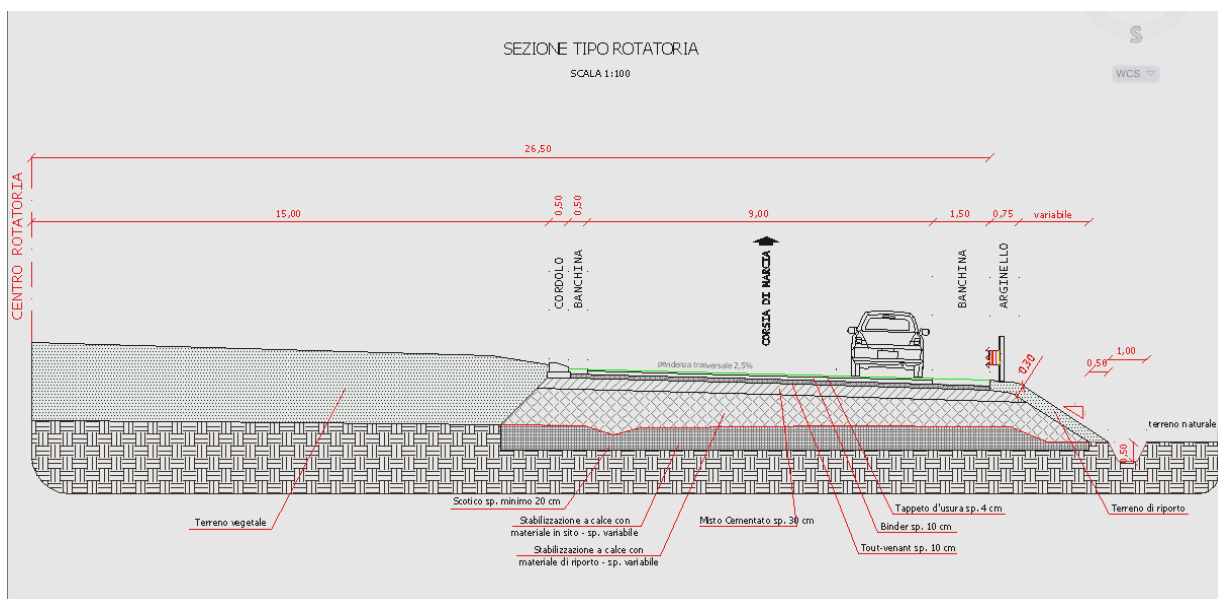 SEZIONE TIPO ROTATORIA
SCALA 1:100
S
WCS
26,50
15,00
0,50
0,50
9,00
1,50
0,75
variabile
CENTRO ROTATORIA
CORDOLO
BANCHINA
CORSIA DI MARCIA
BANCHINA
ARGINELLO
pendenza trasversale 2,5%
0,30
0,50
1,00
terreno naturale
0,50
Terreno vegetale
Scotico sp. minimo 20 cm
Stabilizzazione a calce con
materiale in sito - sp. variabile
Stabilizzazione a calce con
materiale di riporto - sp. variabile
Misto Cementato sp. 30 cm
Tappeto d'usura sp. 4 cm
Binder sp. 10 cm
Tout-venant sp. 10 cm
Terreno di riporto